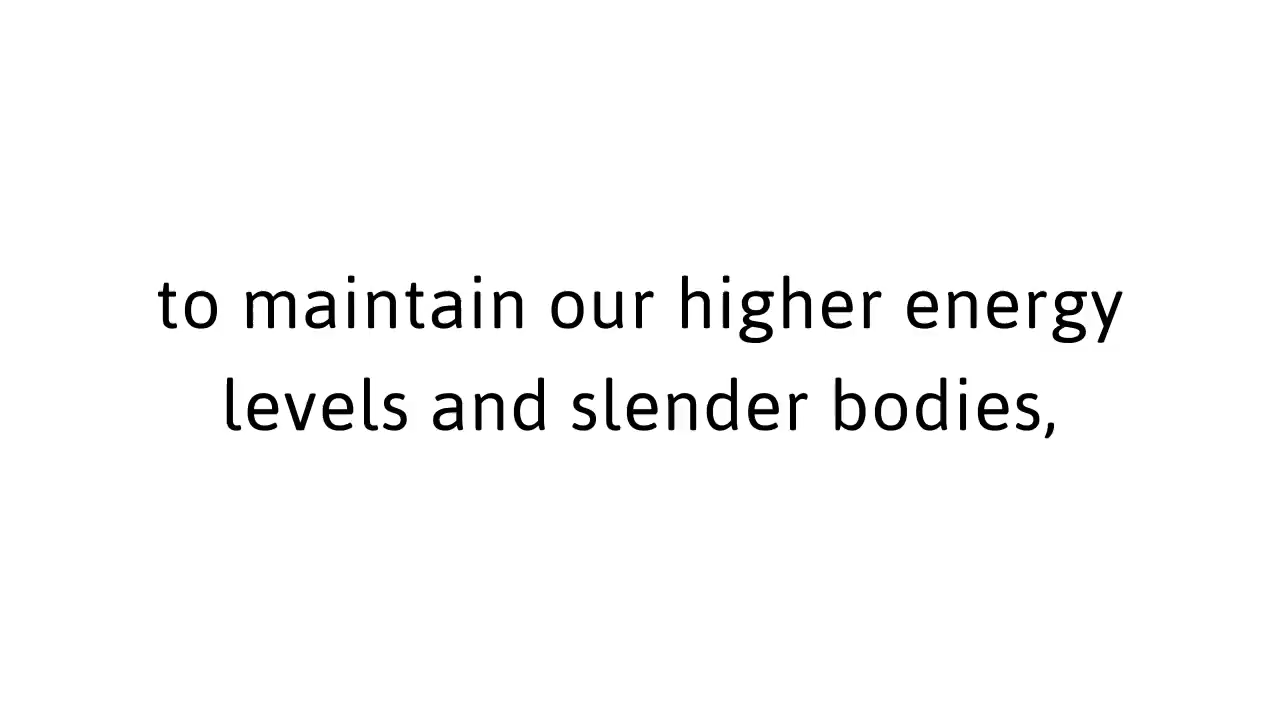 to maintain our higher energy
levels and slender bodies,